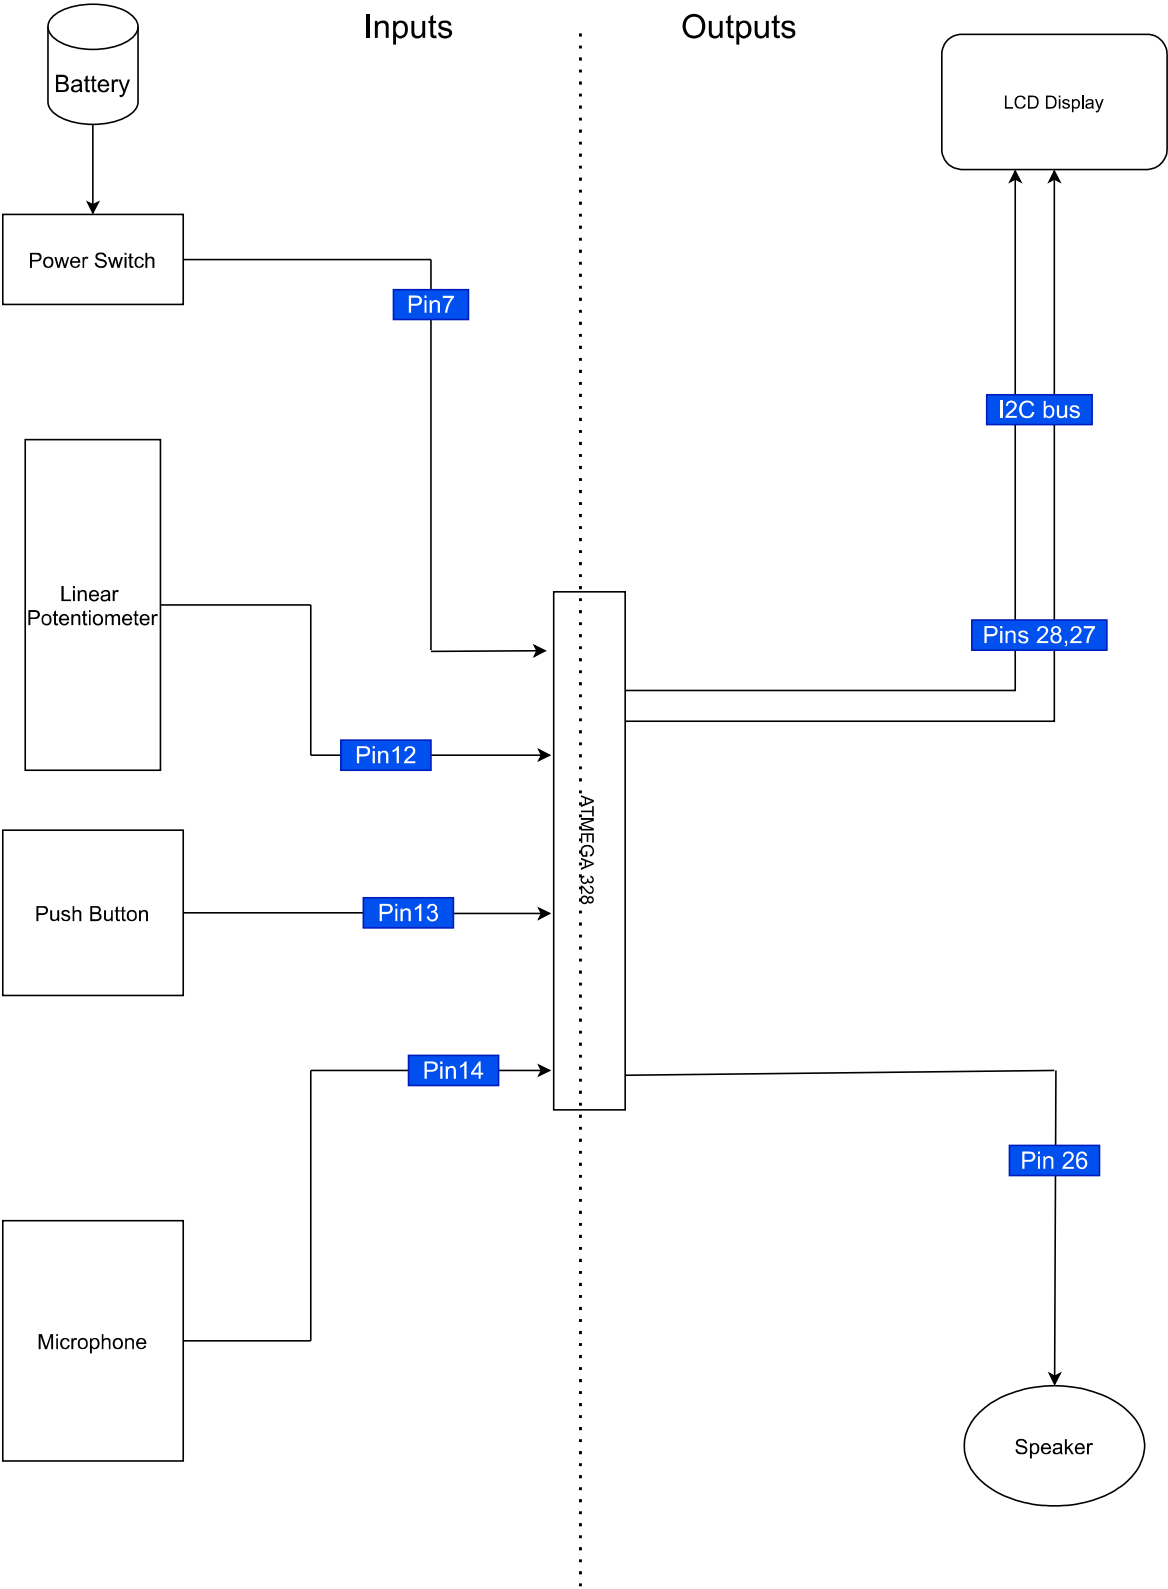 Inputs
Outputs
Battery
LCD Display
Power Switch
Pin7
I2C bus
Linear
Potentiometer
Pins 28,27
Pin12
ATMEGA 328
Push Button
Pin13
Pin14
Pin 26
Microphone
Speaker